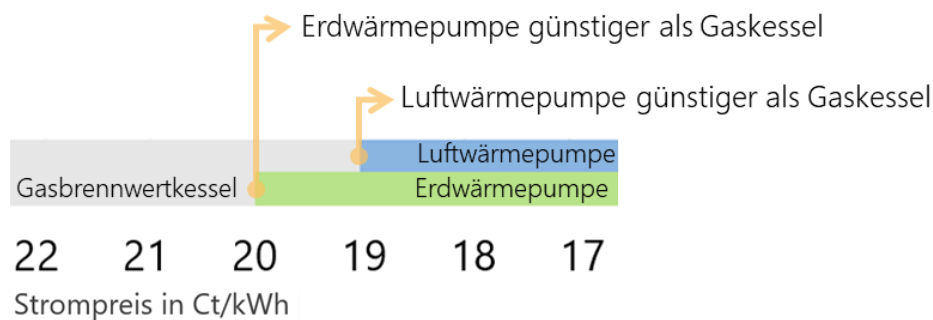 Erdwärmepumpe günstiger als Gaskessel
Luftwärmepumpe günstiger als Gaskessel
Luftwärmepumpe
Gasbrennwertkessel Erdwärmepumpe
22 21 20 19 18 17
Strompreis in Ct/kWh